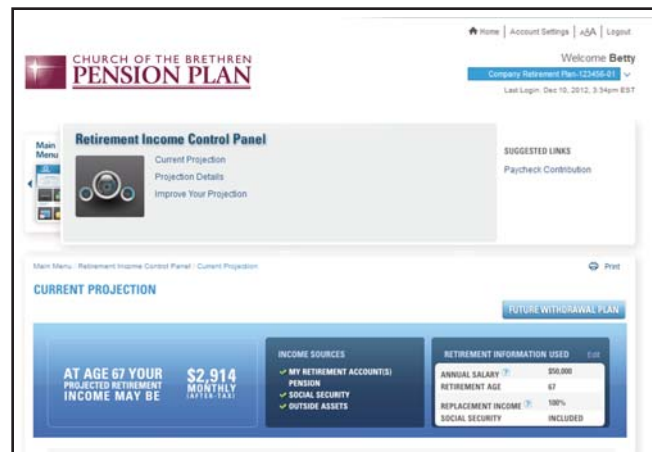 Home | Account Settings | AAA | Logout
CHURCH OF THE BRETHREN
PENSION PLAN
Welcome Betty
Company Retirement Plan-123456-01
Last Login: Dec 10, 2012, 3:54pm EST
Main
Menu
Retirement Income Control Panel
Current Projection
Projection Details
Improve Your Projection
SUGGESTED LINKS
Paycheck Contribution
Main Menu / Retirement Income Control Panel / Current Projection
Print
CURRENT PROJECTION
FUTURE WITHDRAWAL PLAN
AT AGE 67 YOUR
PROJECTED RETIREMENT
INCOME MAY BE
$2,914
MONTHLY
(AFTER-TAX)
INCOME SOURCES
✓ MY RETIREMENT ACCOUNT(S)
PENSION
✓ SOCIAL SECURITY
✓ OUTSIDE ASSETS
RETIREMENT INFORMATION USED Edit
ANNUAL SALARY ? $50,000
RETIREMENT AGE 67
REPLACEMENT INCOME ? 100%
SOCIAL SECURITY INCLUDED